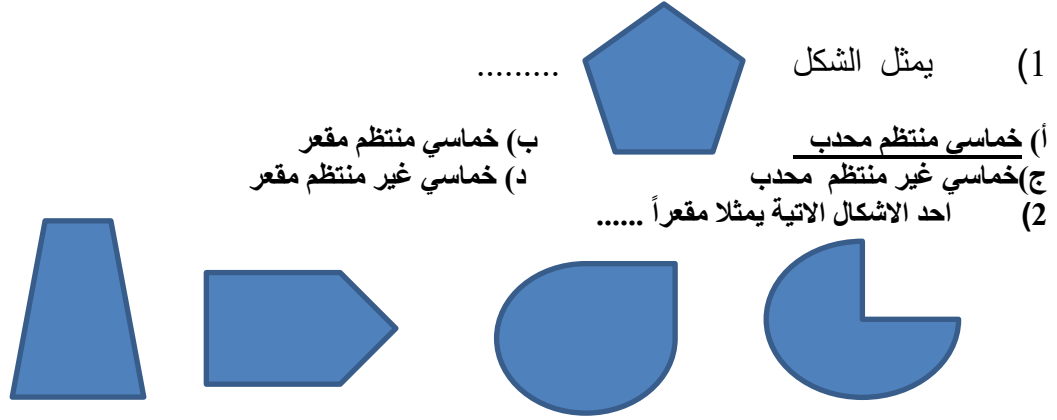 1) يمثل الشكل .........
أ) خماسي منتظم محدب ب) خماسي منتظم مقعر
ج)خماسي غير منتظم محدب د) خماسي غير منتظم مقعر
2) احد الاشكال الاتية يمثلا مقعراً ......